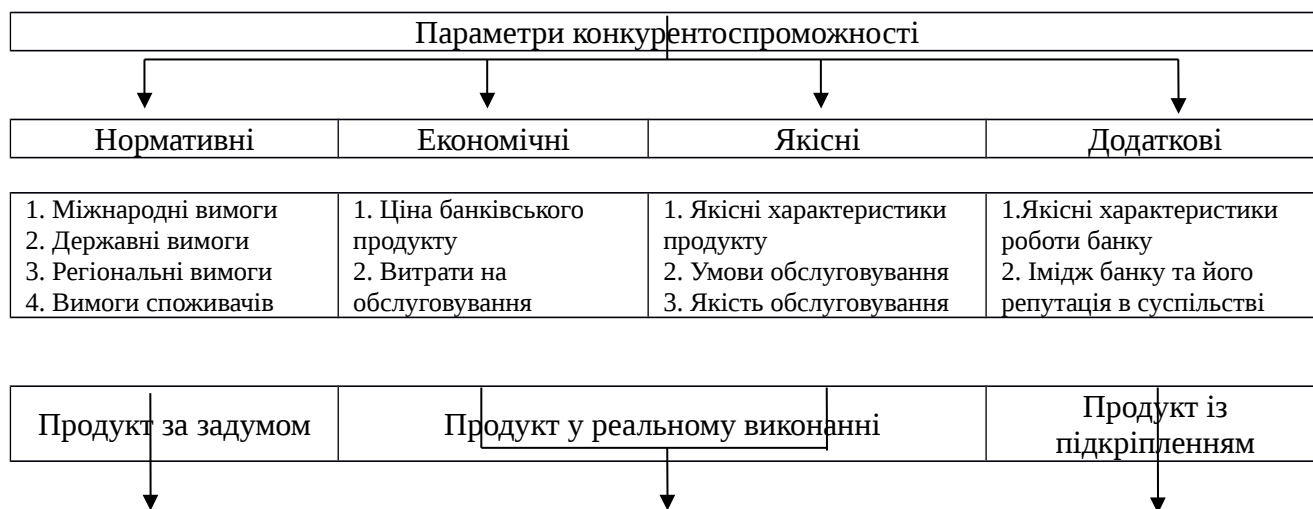 Параметри конкурентоспроможності
Нормативні
Економічні
Якісні
Додаткові
1. Міжнародні вимоги
2. Державні вимоги
3. Регіональні вимоги
4. Вимоги споживачів
1. Ціна банківського
продукту
2. Витрати на
обслуговування
1. Якісні характеристики
продукту
2. Умови обслуговування
3. Якість обслуговування
1.Якісні характеристики
роботи банку
2. Імідж банку та його
репутація в суспільстві
Продукт за задумом
Продукт у реальному виконанні
Продукт із
підкріпленням